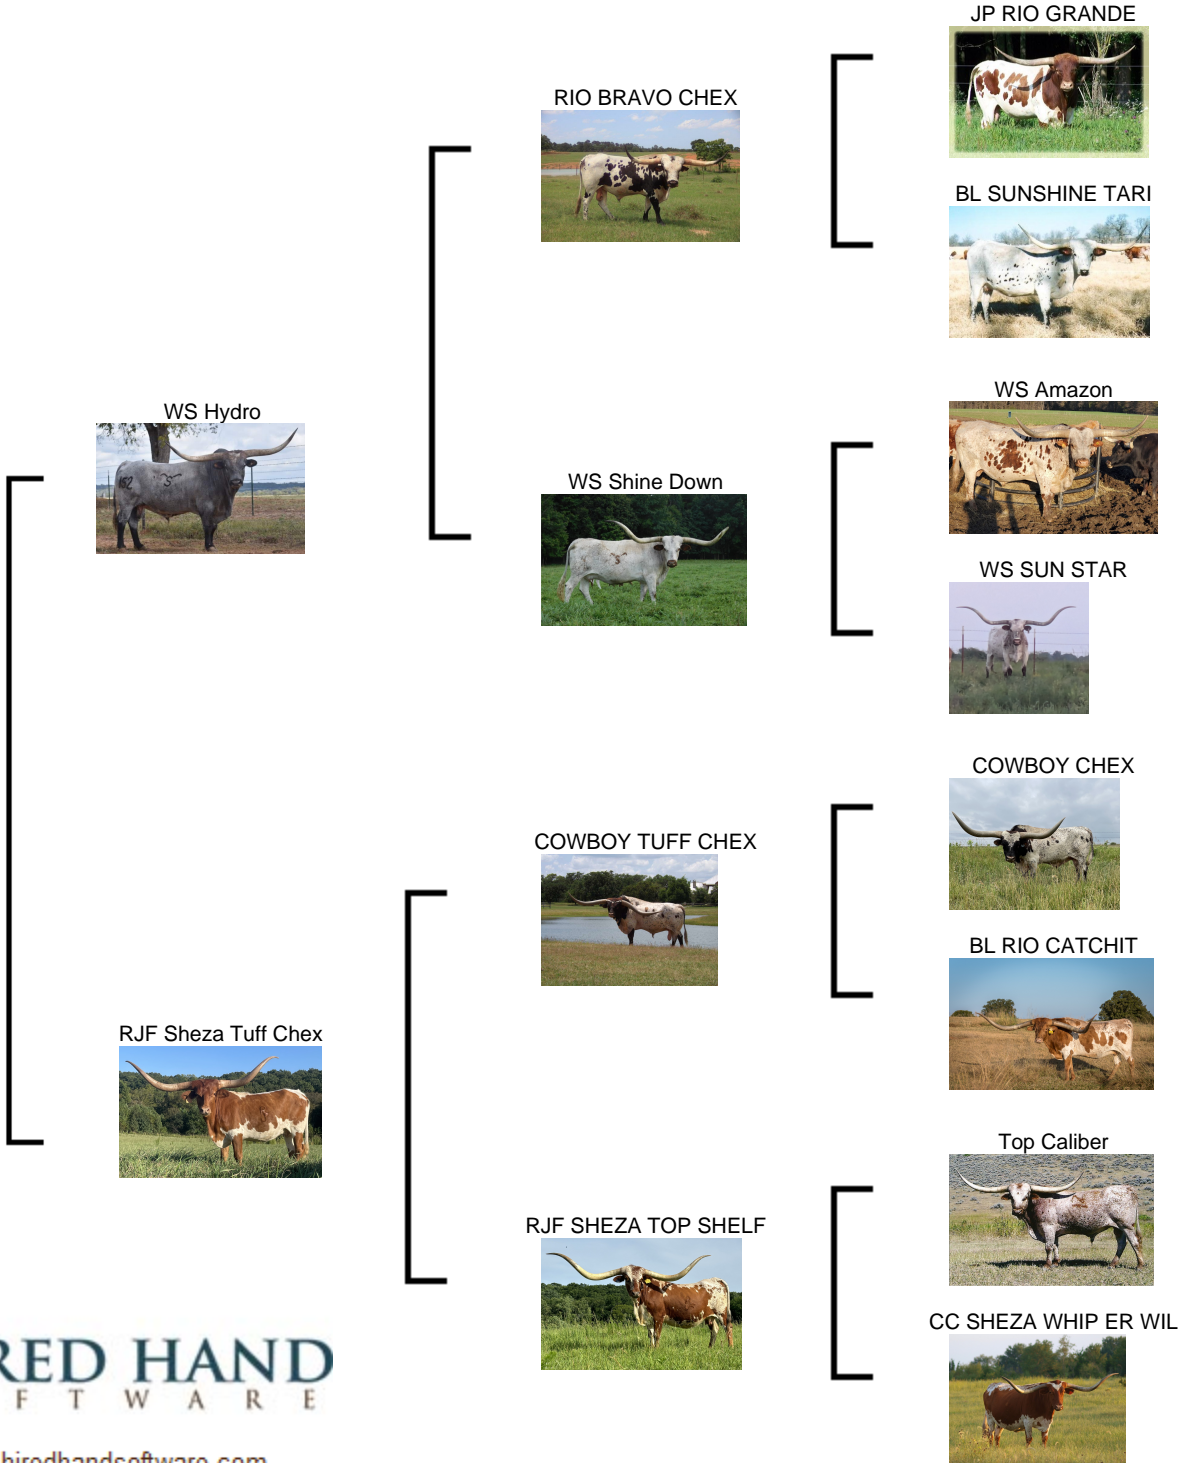 JP RIO GRANDE
RIO BRAVO CHEX
BL SUNSHINE TARI
WS Amazon
WS Hydro
WS Shine Down
WS SUN STAR
COWBOY CHEX
COWBOY TUFF CHEX
BL RIO CATCHIT
RJF Sheza Tuff Chex
Top Caliber
RJF SHEZA TOP SHELF
CC SHEZA WHIP ER WIL
RED HAND
F T W A R E
hiredhandsoftware.com